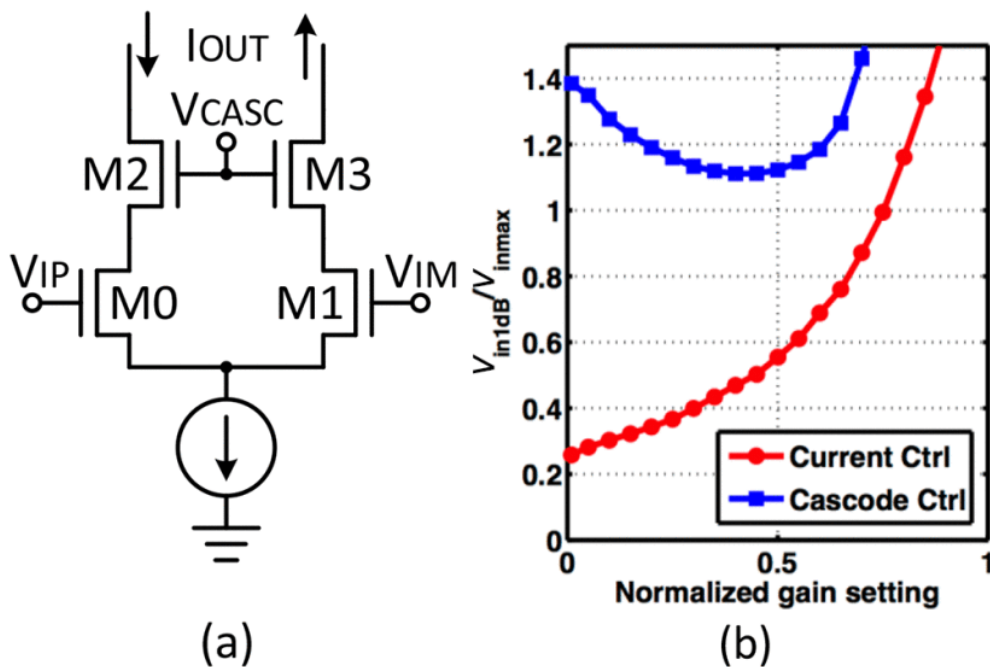 IOUT
VCASC
M2
M3
VIP
VIM
M0
M1
(a)
Vin1dB/Vinmax
1.4
1.2
1
0.8
0.6
0.4
0.2
0
Current Ctrl
Cascode Ctrl
0
0.5
1
Normalized gain setting
(b)